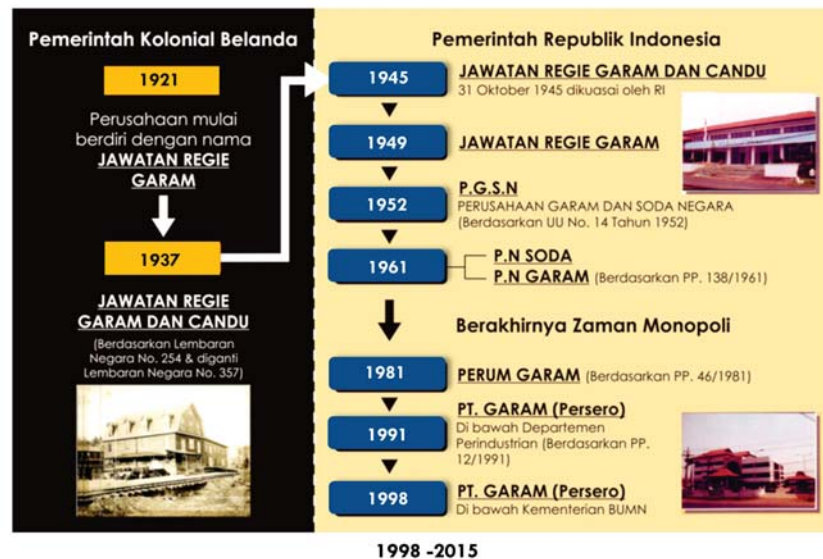 Pemerintah Kolonial Belanda
1921
Perusahaan mulai
berdiri dengan nama
JAWATAN REGIE
GARAM
1937
JAWATAN REGIE
GARAM DAN CANDU
(Berdasarkan Lembaran
Negara No. 254 & diganti
Lembaran Negara No. 357)
Pemerintah Republik Indonesia
1945
JAWATAN REGIE GARAM DAN CANDU
31 Oktober 1945 dikuasai oleh RI
1949
JAWATAN REGIE GARAM
1952
P.G.S.N
PERUSAHAAN GARAM DAN SODA NEGARA
(Berdasarkan UU No. 14 Tahun 1952)
1961
P.N SODA
P.N GARAM (Berdasarkan PP. 138/1961)
Berakhirnya Zaman Monopoli
1981
PERUM GARAM (Berdasarkan PP. 46/1981)
1991
PT. GARAM (Persero)
Di bawah Departemen
Perindustrian (Berdasarkan PP.
12/1991)
1998
PT. GARAM (Persero)
Di bawah Kementerian BUMN
1998 -2015